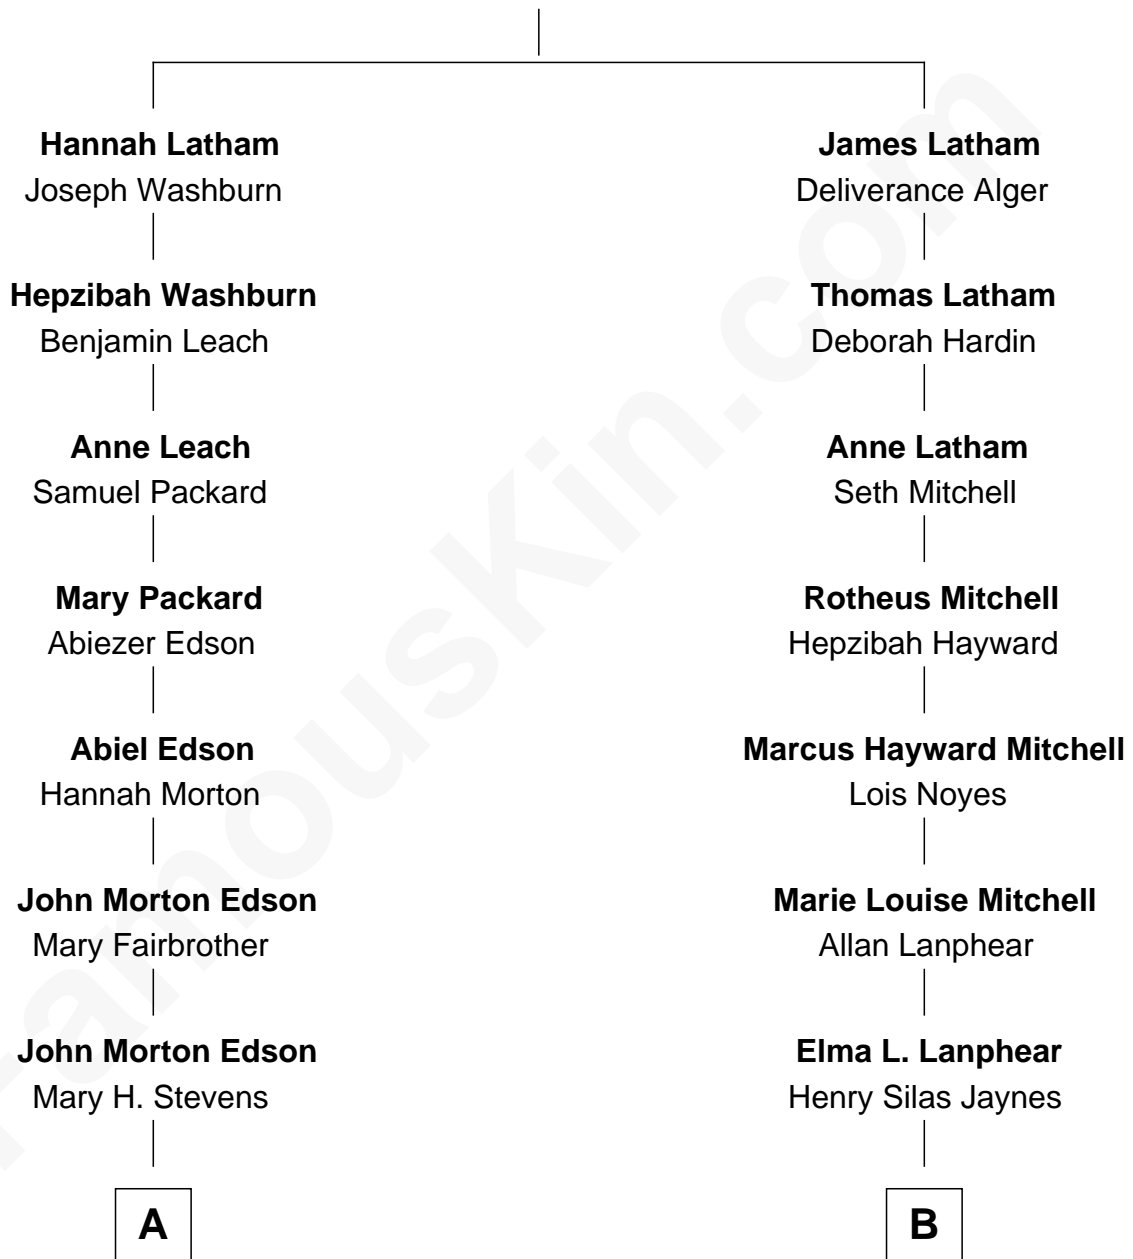 Hannah Latham
Joseph Washburn
Hepzibah Washburn
Benjamin Leach
Anne Leach
Samuel Packard
Mary Packard
Abiezer Edson
Abiel Edson
Hannah Morton
John Morton Edson
Mary Fairbrother
John Morton Edson
Mary H. Stevens
A
James Latham
Deliverance Alger
Thomas Latham
Deborah Hardin
Anne Latham
Seth Mitchell
Rotheus Mitchell
Hepzibah Hayward
Marcus Hayward Mitchell
Lois Noyes
Marie Louise Mitchell
Allan Lanphear
Elma L. Lanphear
Henry Silas Jaynes
B
FamousKin.com